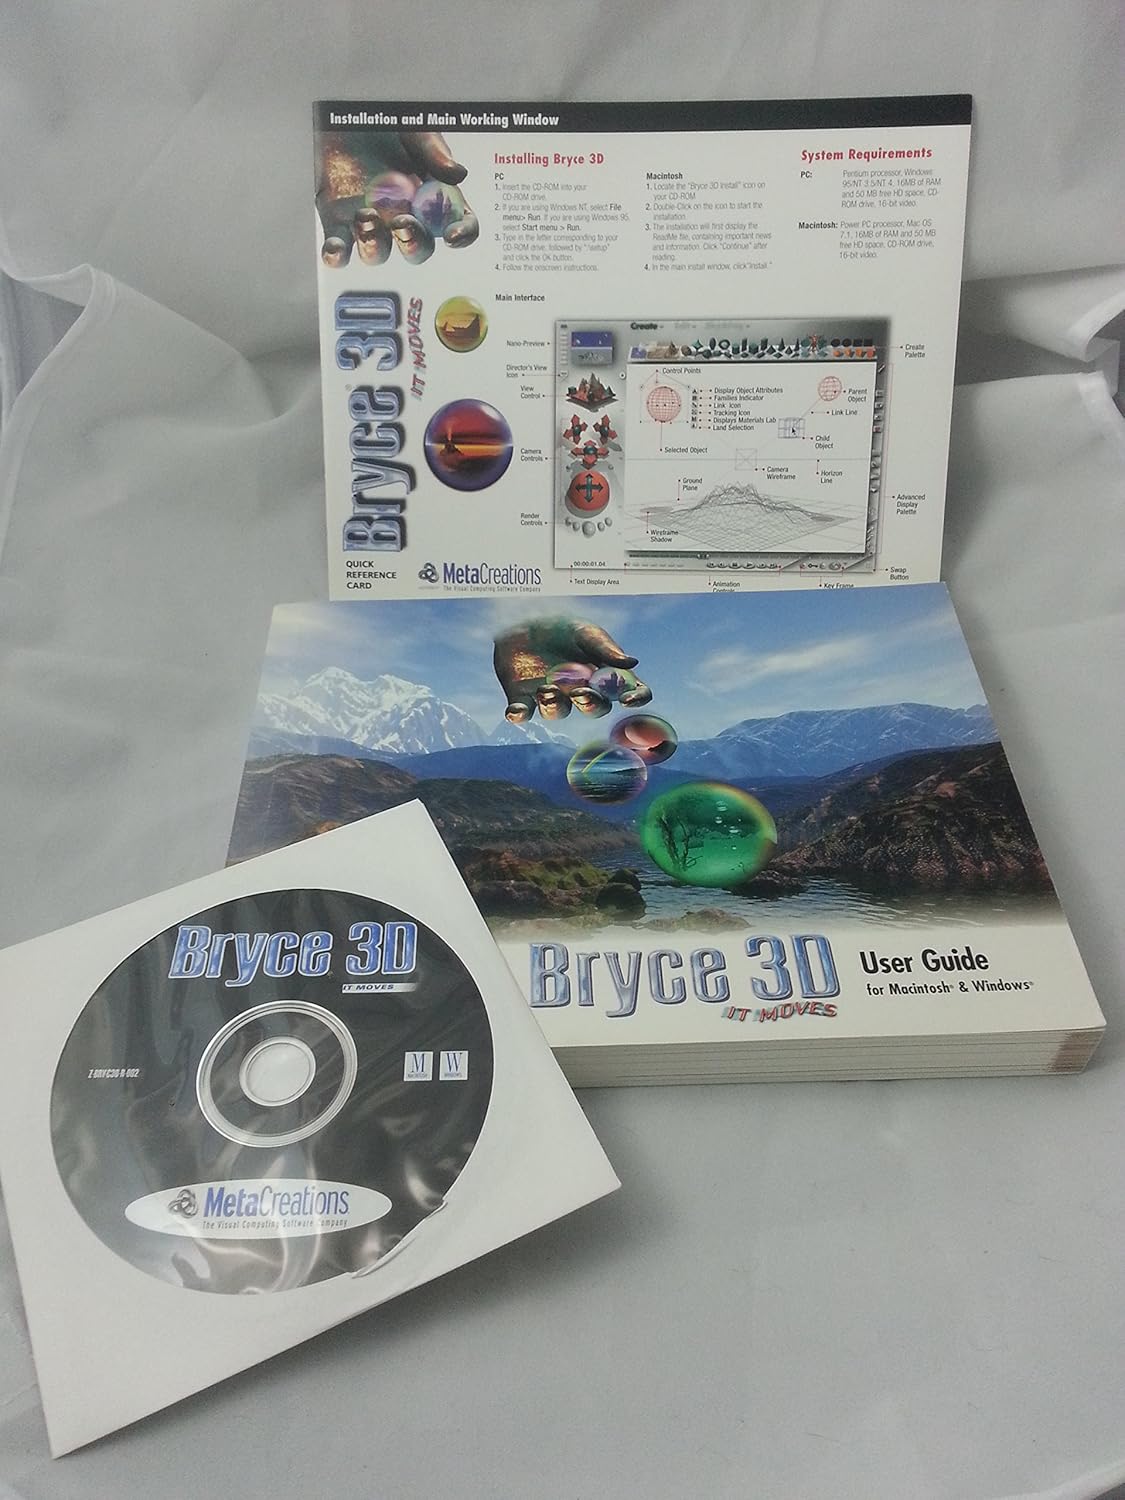 Installation and Main Working Window
Installing Bryce 3D
PC
1. Insert the CD-ROM into your
CD-ROM drive.
2. If you are using Windows NT, select File
menu> Run. If you are using Windows 95,
select Start menu > Run.
3. Type in the letter corresponding to your
CD-ROM drive, followed by ":\setup"
and click the OK button.
4. Follow the onscreen instructions.
Macintosh
1. Locate the "Bryce 3D Install" icon on
your CD-ROM
2. Double-Click on the icon to start the
installation.
3. The Installation will first display the
ReadMe file, containing important news
and information. Click "Continue" after
reading.
4. In the main install window, click "Install."
System Requirements
PC: Pentium processor, Windows
95/NT 3.5/NT 4, 16MB of RAM
and 50 MB free HD space, CD-
ROM drive, 16-bit video.
Macintosh: Power PC processor, Mac OS
7.1, 16MB of RAM and 50 MB
free HD space, CD-ROM drive,
16-bit video.
Bryce 3D
IT MOVES
QUICK
REFERENCE
CARD
MetaCreations
The Visual Computing Software Company
Main Interface
Create
Nano-Preview
Director's View
Icon
View
Control
Camera
Controls
Render
Controls
Control Points
Display Object Attributes
Families Indicator
Link Icon
Tracking Icon
Displays Materials Lab
Land Selection
Selected Object
Parent
Object
Link Line
Child
Object
Camera
Wireframe
Horizon
Line
Ground
Plane
Wireframe
Shadow
Create
Palette
Advanced
Display
Palette
Swap
Button
00:00:01.04
Text Display Area
Animation
Controls
Key Frame
Bryce 3D
IT MOVES
User Guide
for Macintosh® & Windows®
Bryce 3D
IT MOVES
Z-BRYC30-R-002
M
MACINTOSH
W
WINDOWS
MetaCreations
The Visual Computing Software Company